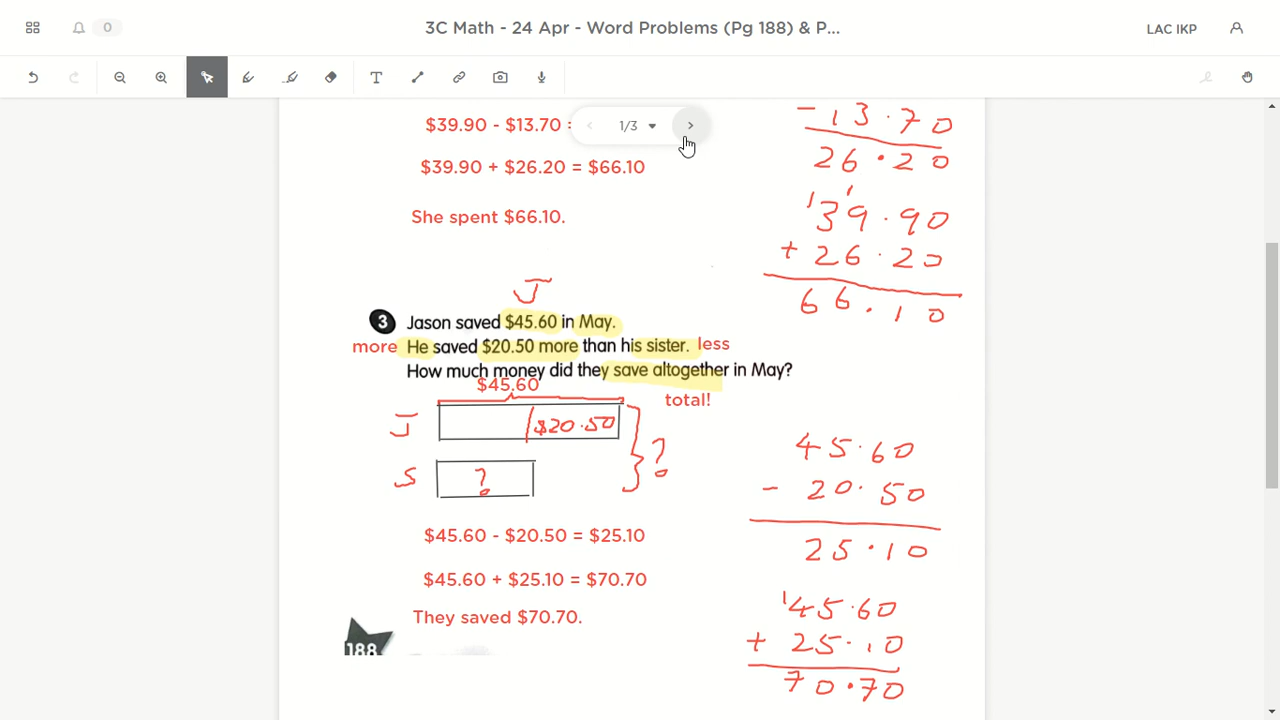 0
3C Math - 24 Apr - Word Problems (Pg 188) & P...
LAC IKP
T
1/3
$39.90 - $13.70 =
$39.90 + $26.20 = $66.10
She spent $66.10.
- 13.70
26.20
1 1
39.90
+ 26.20
66.10
J
3 Jason saved $45.60 in May.
more He saved $20.50 more than his sister. less
How much money did they save altogether in May?
$45.60
total!
J $20.50
?
S ?
$45.60 - $20.50 = $25.10
$45.60 + $25.10 = $70.70
They saved $70.70.
188
45.60
- 20.50
25.10
1
45.60
+ 25.10
70.70